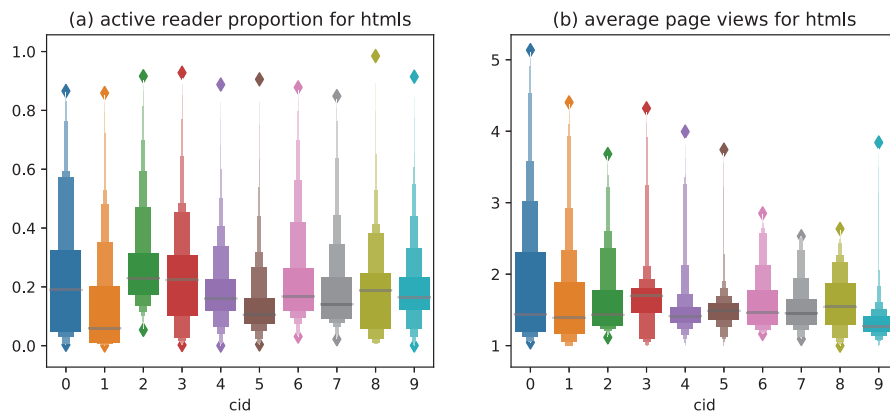 (a) active reader proportion for htmls
1.0
0.8
0.6
0.4
0.2
0.0
0 1 2 3 4 5 6 7 8 9
cid
(b) average page views for htmls
5
4
3
2
1
0 1 2 3 4 5 6 7 8 9
cid